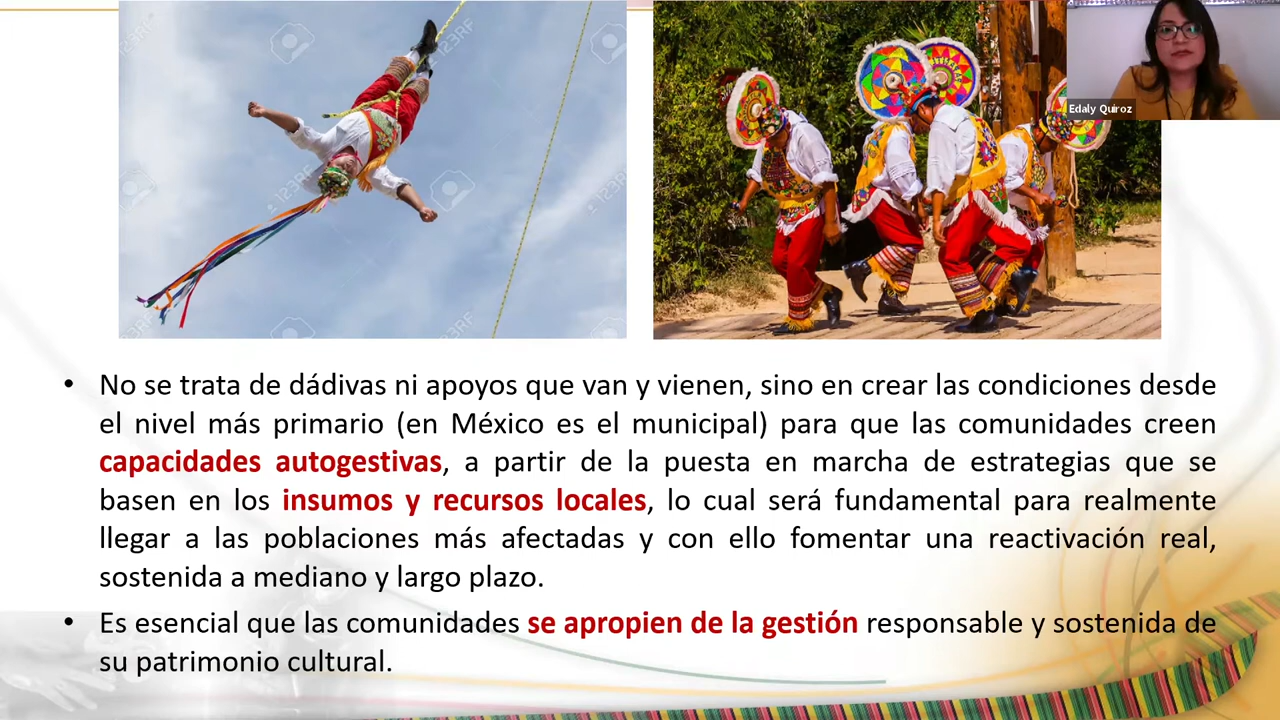 123RF
123RF
123RF
123RF
Edaly Quiroz
• No se trata de dádivas ni apoyos que van y vienen, sino en crear las condiciones desde
el nivel más primario (en México es el municipal) para que las comunidades creen
capacidades autogestivas, a partir de la puesta en marcha de estrategias que se
basen en los insumos y recursos locales, lo cual será fundamental para realmente
llegar a las poblaciones más afectadas y con ello fomentar una reactivación real,
sostenida a mediano y largo plazo.
• Es esencial que las comunidades se apropien de la gestión responsable y sostenida de
su patrimonio cultural.